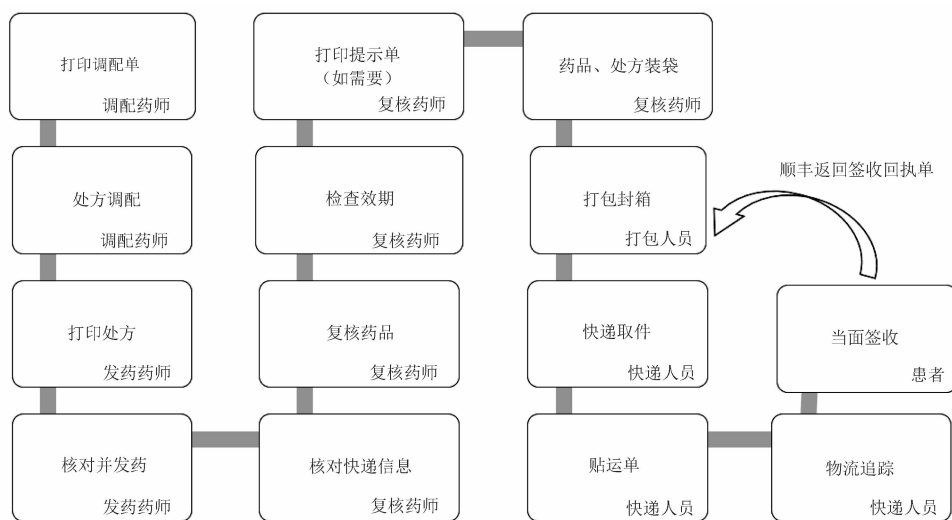 打印调配单
调配药师
处方调配
调配药师
打印处方
发药药师
核对并发药
发药药师
核对快递信息
复核药师
复核药品
复核药师
检查效期
复核药师
打印提示单
（如需要）
复核药师
药品、处方装袋
复核药师
打包封箱
打包人员
快递取件
快递人员
贴运单
快递人员
物流追踪
快递人员
当面签收
患者
顺丰返回签收回执单